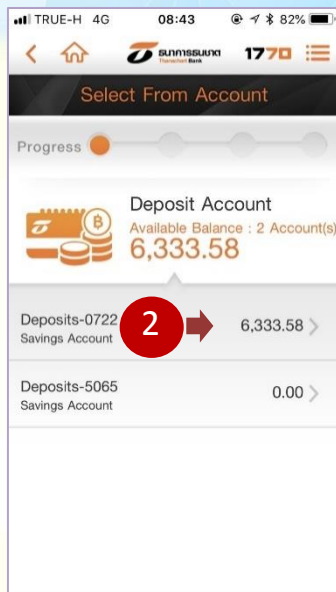 TRUE-H 4G 08:43 82%
ธนาคารธนชาต 1770
Thanachart Bank
Select From Account
Progress
Deposit Account
Available Balance : 2 Account(s)
6,333.58
Deposits-0722 2 6,333.58
Savings Account
Deposits-5065 0.00
Savings Account